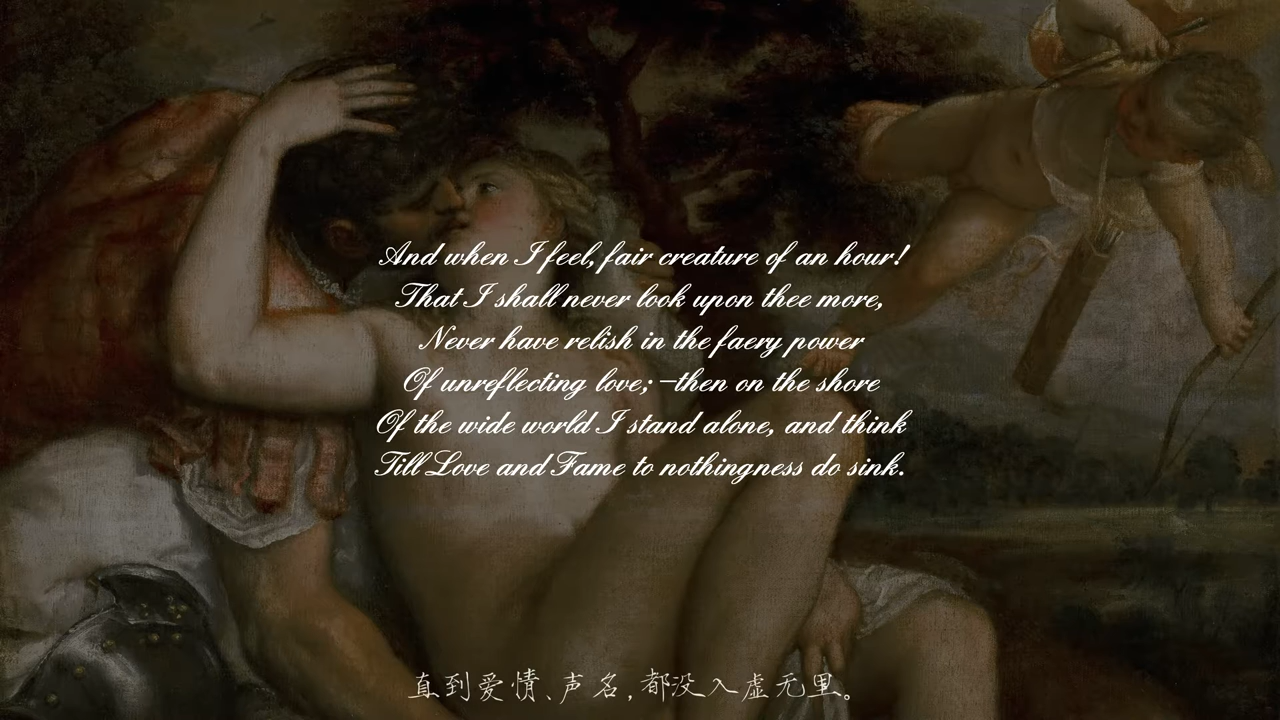 And when I feel, fair creature of an hour!
That I shall never look upon thee more,
Never have relish in the faery power
Of unreflecting love; —then on the shore
Of the wide world I stand alone, and think
Till Love and Fame to nothingness do sink.
直到爱情、声名，都没入虚无里。